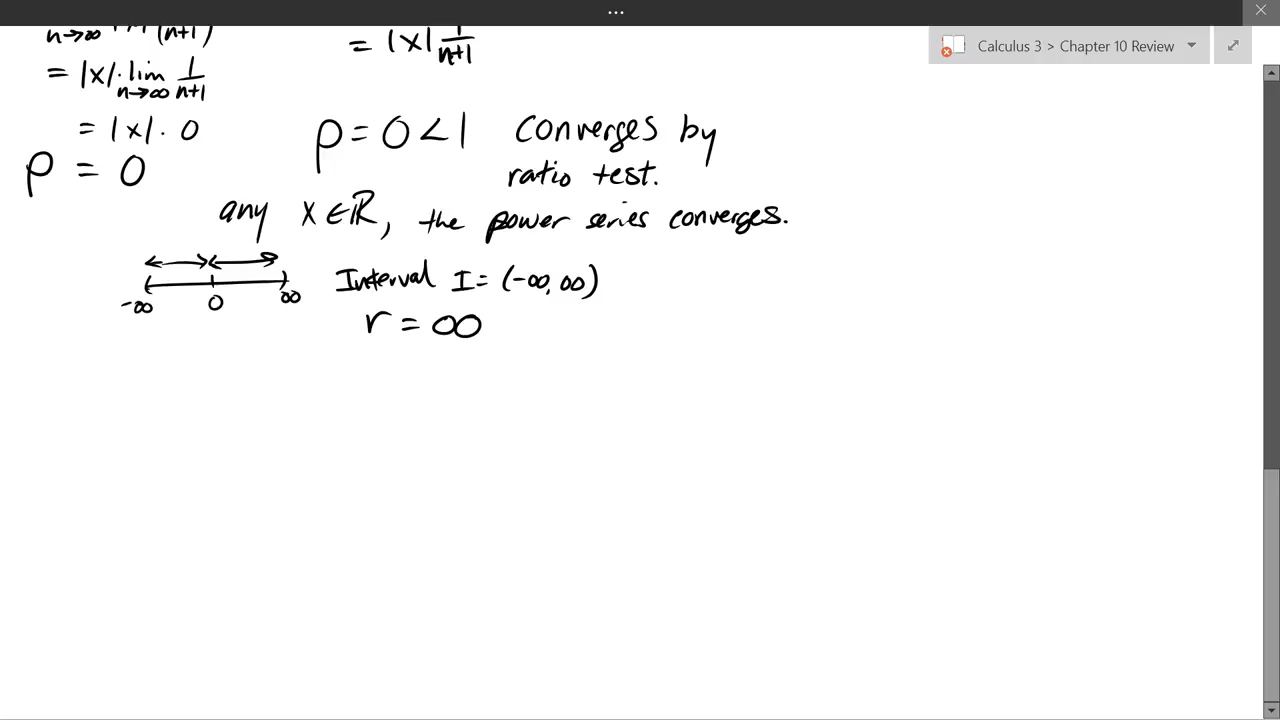 ...
Calculus 3 > Chapter 10 Review
n→∞ (n+1)
= |x| 1/n+1
= |x|·lim n→∞ 1/n+1
= |x|·0
ρ = 0
ρ = 0 < 1 converges by
ratio test.
any x∈ℝ, the power series converges.
-∞ 0 ∞
Interval I = (-∞, ∞)
r = ∞